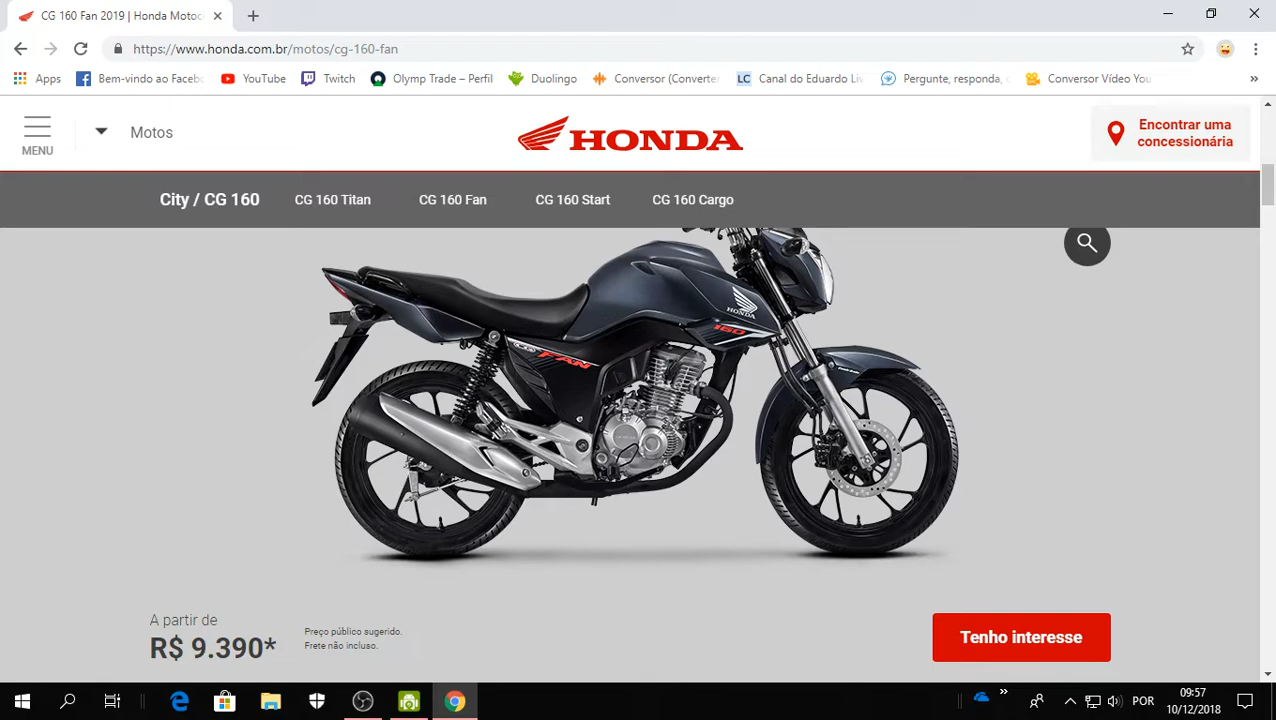 CG 160 Fan 2019 | Honda Motoc
https://www.honda.com.br/motos/cg-160-fan
Apps Bem-vindo ao Facebo YouTube Twitch Olymp Trade – Perfil Duolingo Conversor (Converte LC Canal do Eduardo Liv Pergunte, responda, Conversor Vídeo You »
MENU Motos HONDA Encontrar uma
concessionária
City / CG 160 CG 160 Titan CG 160 Fan CG 160 Start CG 160 Cargo
HONDA
160
CG FAN
A partir de
R$ 9.390*
Preço público sugerido.
Frete não incluso.
Tenho interesse
POR 09:57
10/12/2018